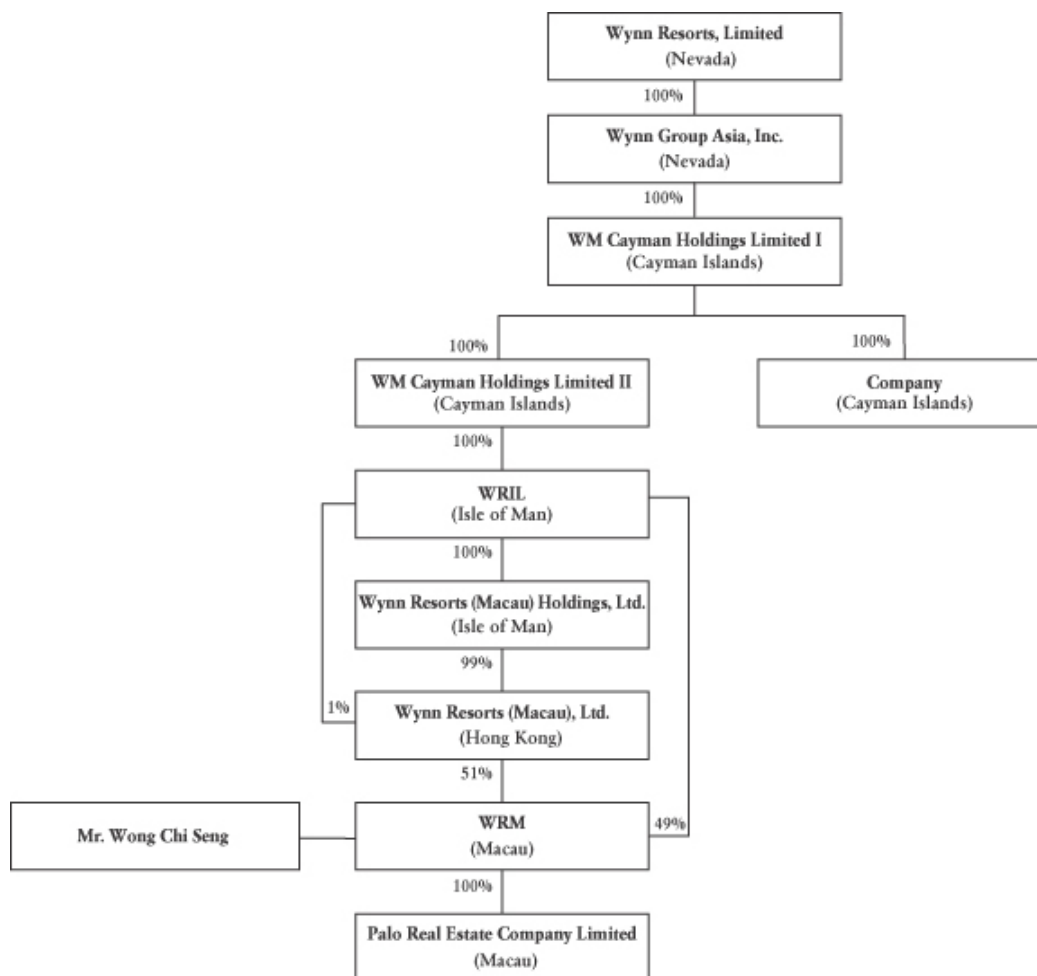 Wynn Resorts, Limited
(Nevada)
100%
Wynn Group Asia, Inc.
(Nevada)
100%
WM Cayman Holdings Limited I
(Cayman Islands)
100%
100%
WM Cayman Holdings Limited II
(Cayman Islands)
Company
(Cayman Islands)
100%
WRIL
(Isle of Man)
100%
Wynn Resorts (Macau) Holdings, Ltd.
(Isle of Man)
99%
1%
Wynn Resorts (Macau), Ltd.
(Hong Kong)
51%
Mr. Wong Chi Seng
WRM
(Macau)
49%
100%
Palo Real Estate Company Limited
(Macau)